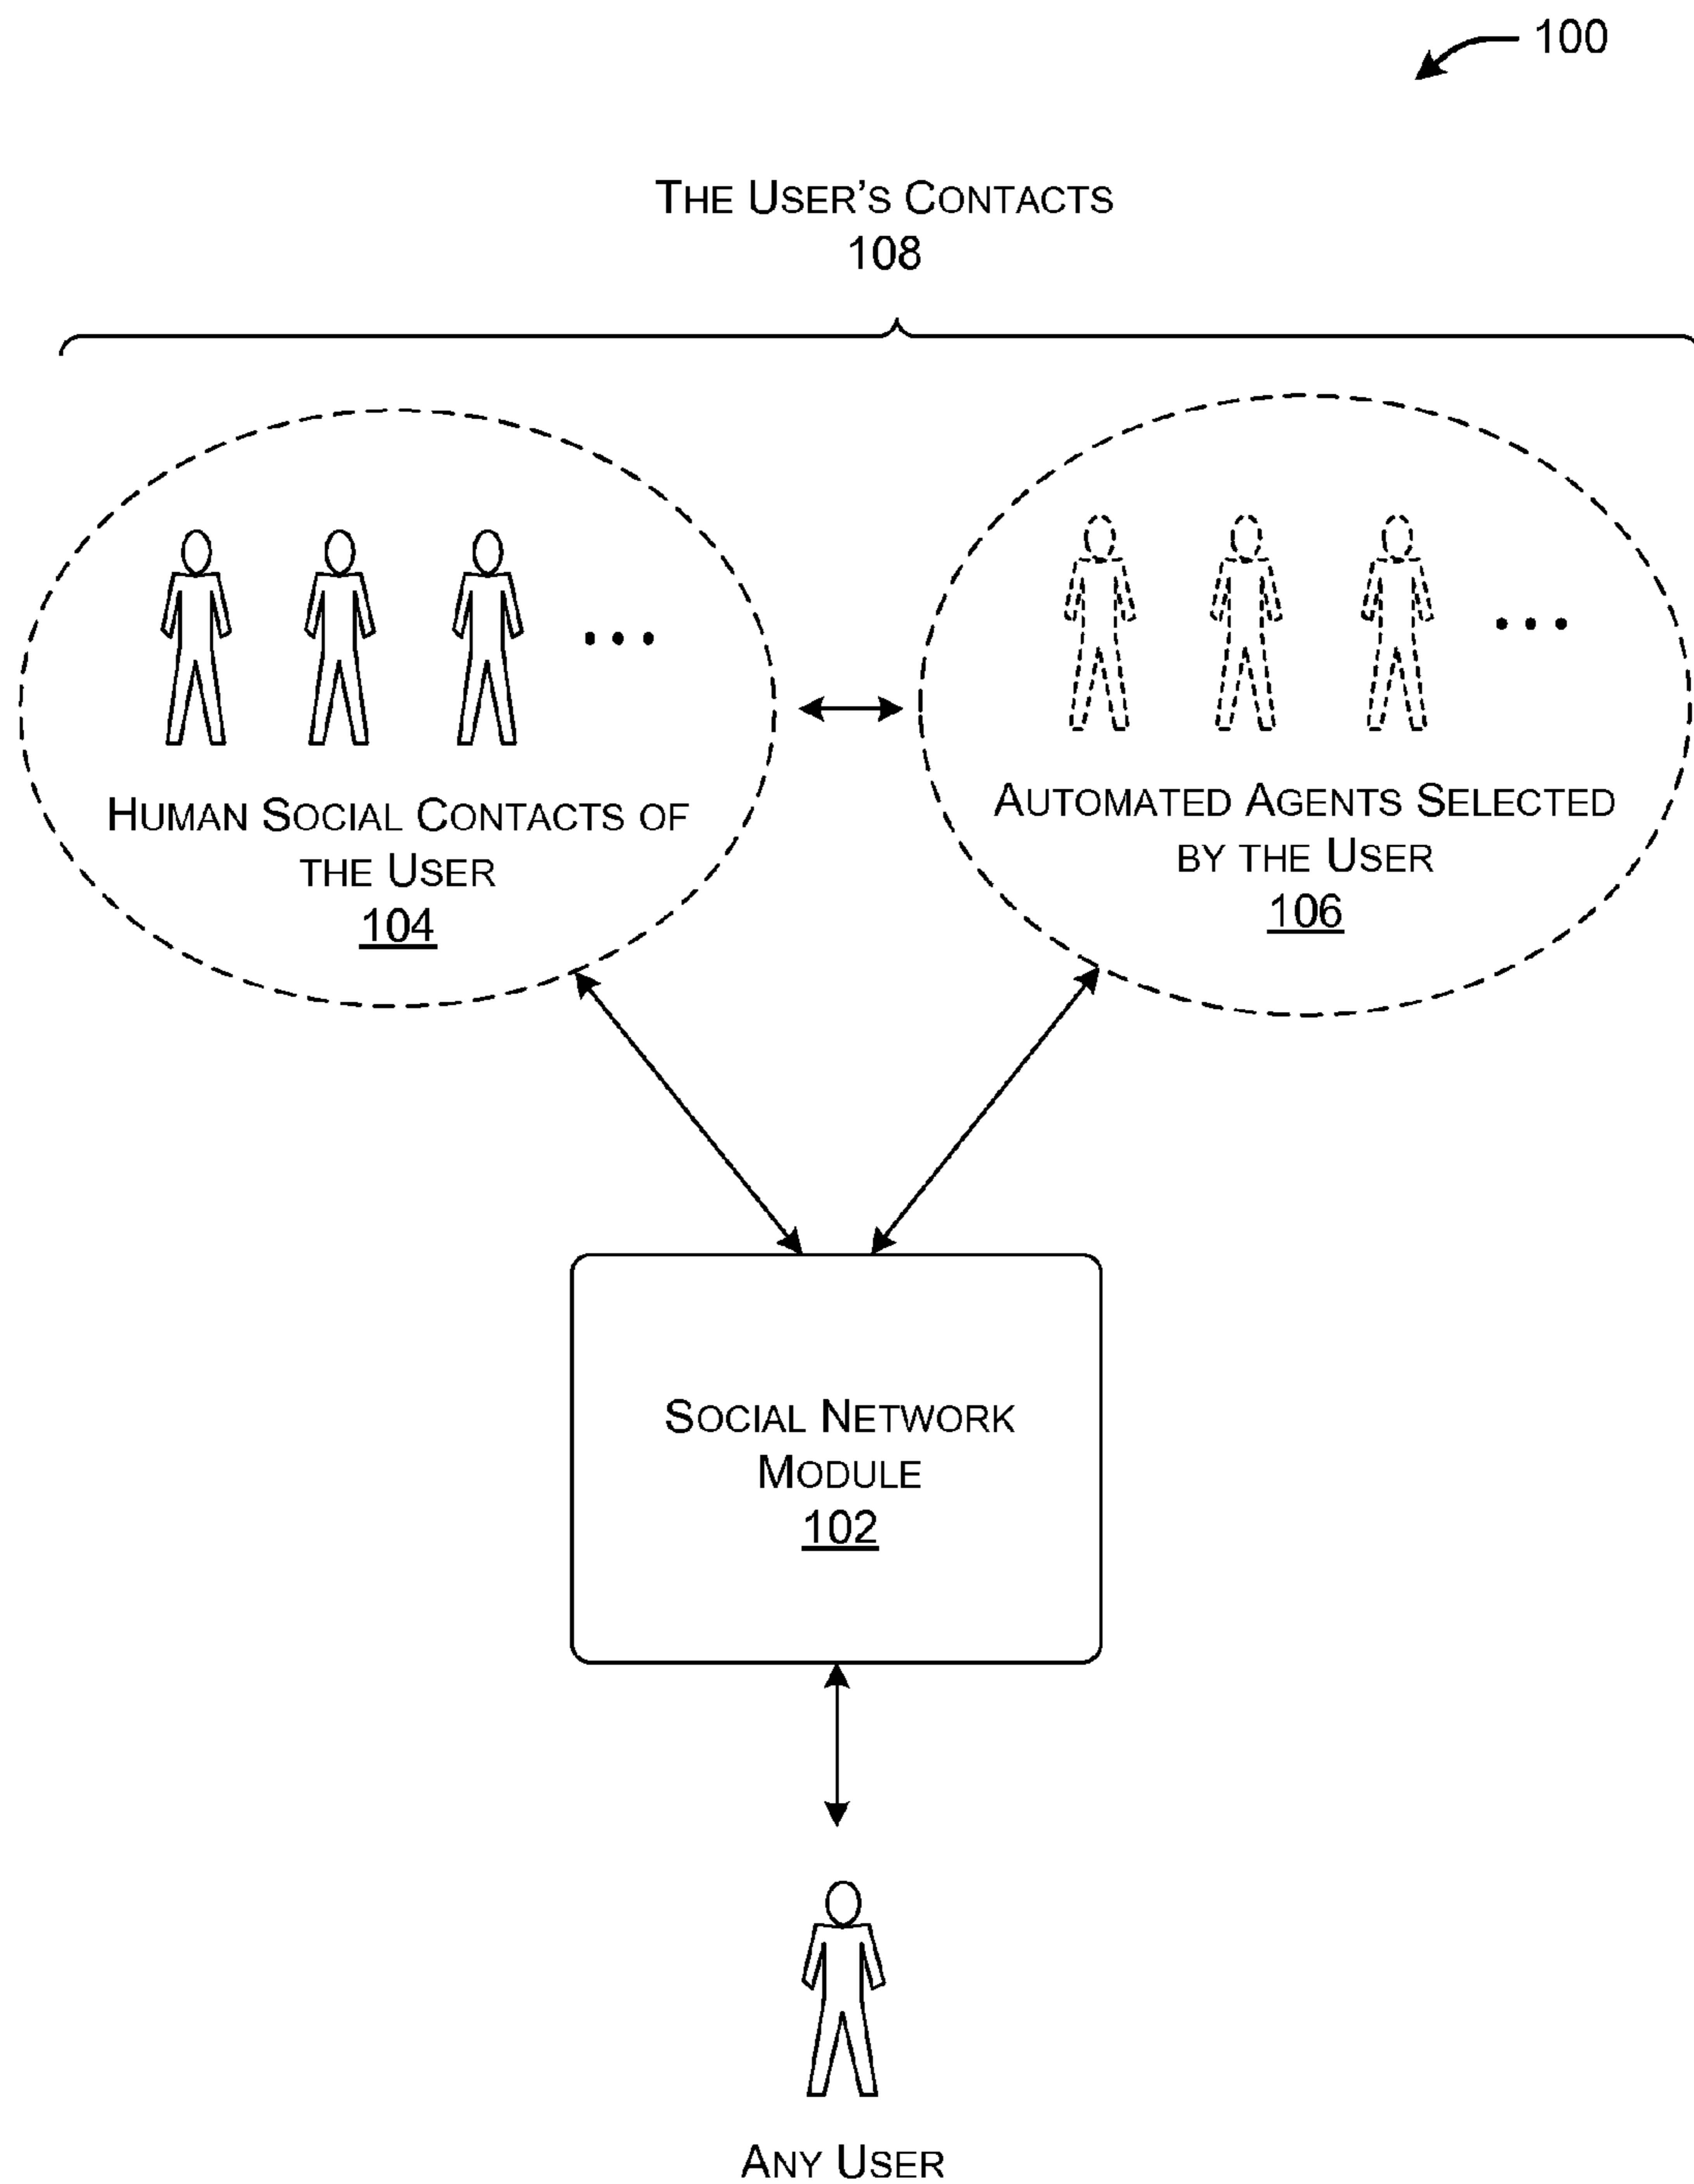 100
THE USER'S CONTACTS
108
HUMAN SOCIAL CONTACTS OF
THE USER
104
AUTOMATED AGENTS SELECTED
BY THE USER
106
SOCIAL NETWORK
MODULE
102
ANY USER